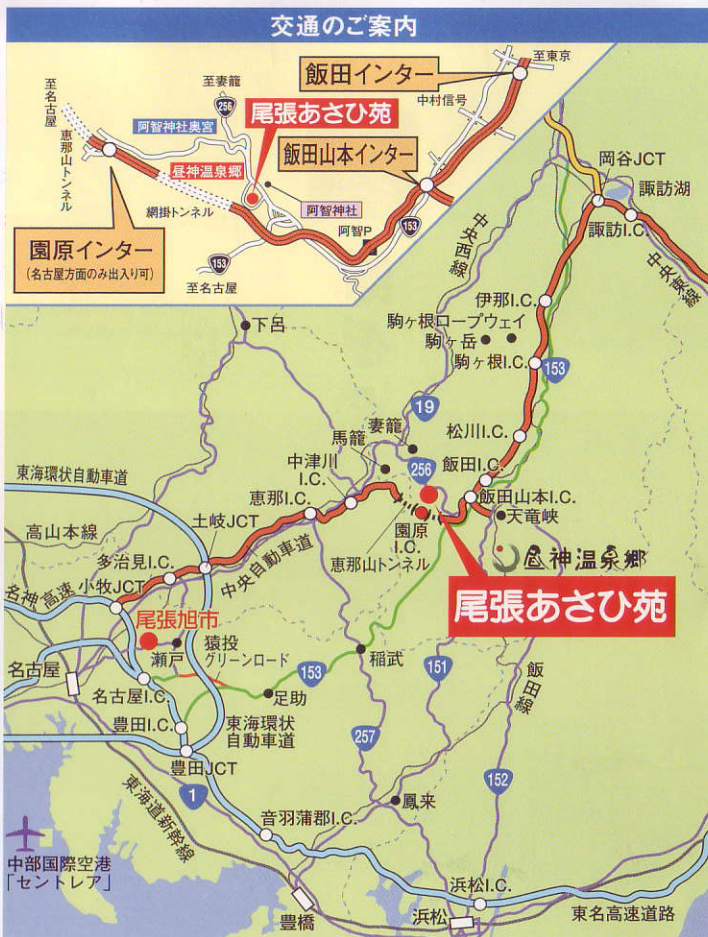 交通のご案内
至東京
飯田インター
至名古屋
至妻籠
256
中村信号
阿智神社奥宮
尾張あさひ苑
恵那山トンネル
飯田山本インター
昼神温泉郷
網掛トンネル
阿智神社
153
園原インター
(名古屋方面のみ出入り可)
阿智P
153
至名古屋
岡谷JCT
諏訪湖
諏訪I.C.
中央西線
中央東線
伊那I.C.
駒ヶ根ロープウェイ
駒ヶ岳
駒ヶ根I.C.
153
下呂
19
松川I.C.
妻籠
馬籠
256
飯田I.C.
中津川
I.C.
東海環状自動車道
恵那I.C.
飯田山本I.C.
天竜峡
土岐JCT
園原
I.C.
高山本線
恵那山トンネル
昼神温泉郷
多治見I.C.
中央自動車道
名神高速
小牧JCT
尾張あさひ苑
尾張旭市
猿投
グリーンロード
瀬戸
名古屋
稲武
153
151
飯田線
名古屋I.C.
足助
豊田I.C.
東海環状
自動車道
257
豊田JCT
152
1
鳳来
東海道新幹線
音羽蒲郡I.C.
中部国際空港
「セントレア」
浜松I.C.
豊橋
浜松
東名高速道路